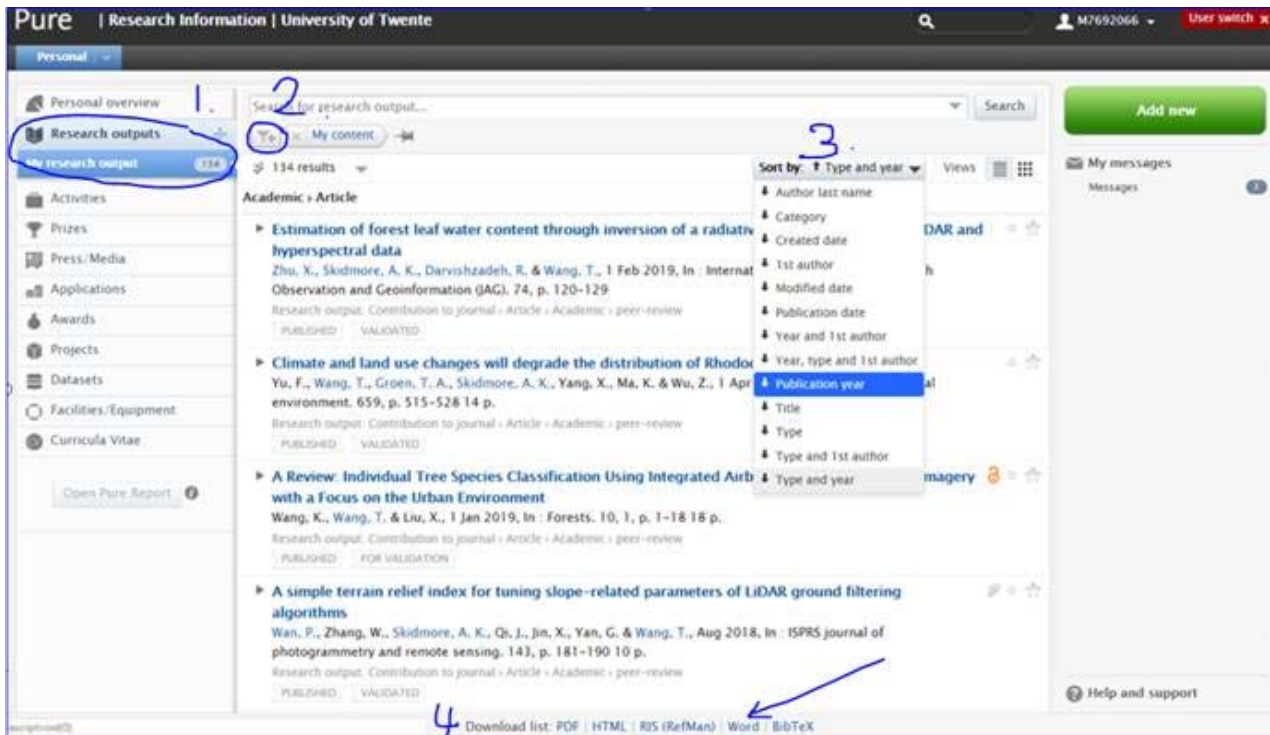 Pure | Research Information | University of Twente
M7692066
User switch x
Personal
1.
2
Personal overview
Research outputs
My research output 134
Activities
Prizes
Press/Media
Applications
Awards
Projects
Datasets
Facilities/Equipment
Curricula Vitae
Open Pure Report
Search for research output...
Search
My content
3.
134 results
Sort by: Type and year
Views
Author last name
Category
Created date
1st author
Modified date
Publication date
Year and 1st author
Year, type and 1st author
Publication year
Title
Type
Type and 1st author
Type and year
Academic › Article
Estimation of forest leaf water content through inversion of a radiativ DAR and
hyperspectral data
Zhu, X., Skidmore, A. K., Darvishzadeh, R. & Wang, T., 1 Feb 2019, In : Internat h
Observation and Geoinformation (JAG). 74, p. 120-129
Research output: Contribution to journal › Article › Academic › peer-review
PUBLISHED VALIDATED
Climate and land use changes will degrade the distribution of Rhodoc
Yu, F., Wang, T., Groen, T. A., Skidmore, A. K., Yang, X., Ma, K. & Wu, Z., 1 Apr al
environment. 659, p. 515-528 14 p.
Research output: Contribution to journal › Article › Academic › peer-review
PUBLISHED VALIDATED
A Review: Individual Tree Species Classification Using Integrated Airb magery
with a Focus on the Urban Environment
Wang, K., Wang, T. & Liu, X., 1 Jan 2019, In : Forests. 10, 1, p. 1-18 18 p.
Research output: Contribution to journal › Article › Academic › peer-review
PUBLISHED FOR VALIDATION
A simple terrain relief index for tuning slope-related parameters of LiDAR ground filtering
algorithms
Wan, P., Zhang, W., Skidmore, A. K., Qi, J., Jin, X., Yan, G. & Wang, T., Aug 2018, In : ISPRS journal of
photogrammetry and remote sensing. 143, p. 181-190 10 p.
Research output: Contribution to journal › Article › Academic › peer-review
PUBLISHED VALIDATED
4 Download list: PDF | HTML | RIS (RefMan) | Word | BibTeX
Add new
My messages
Messages
Help and support